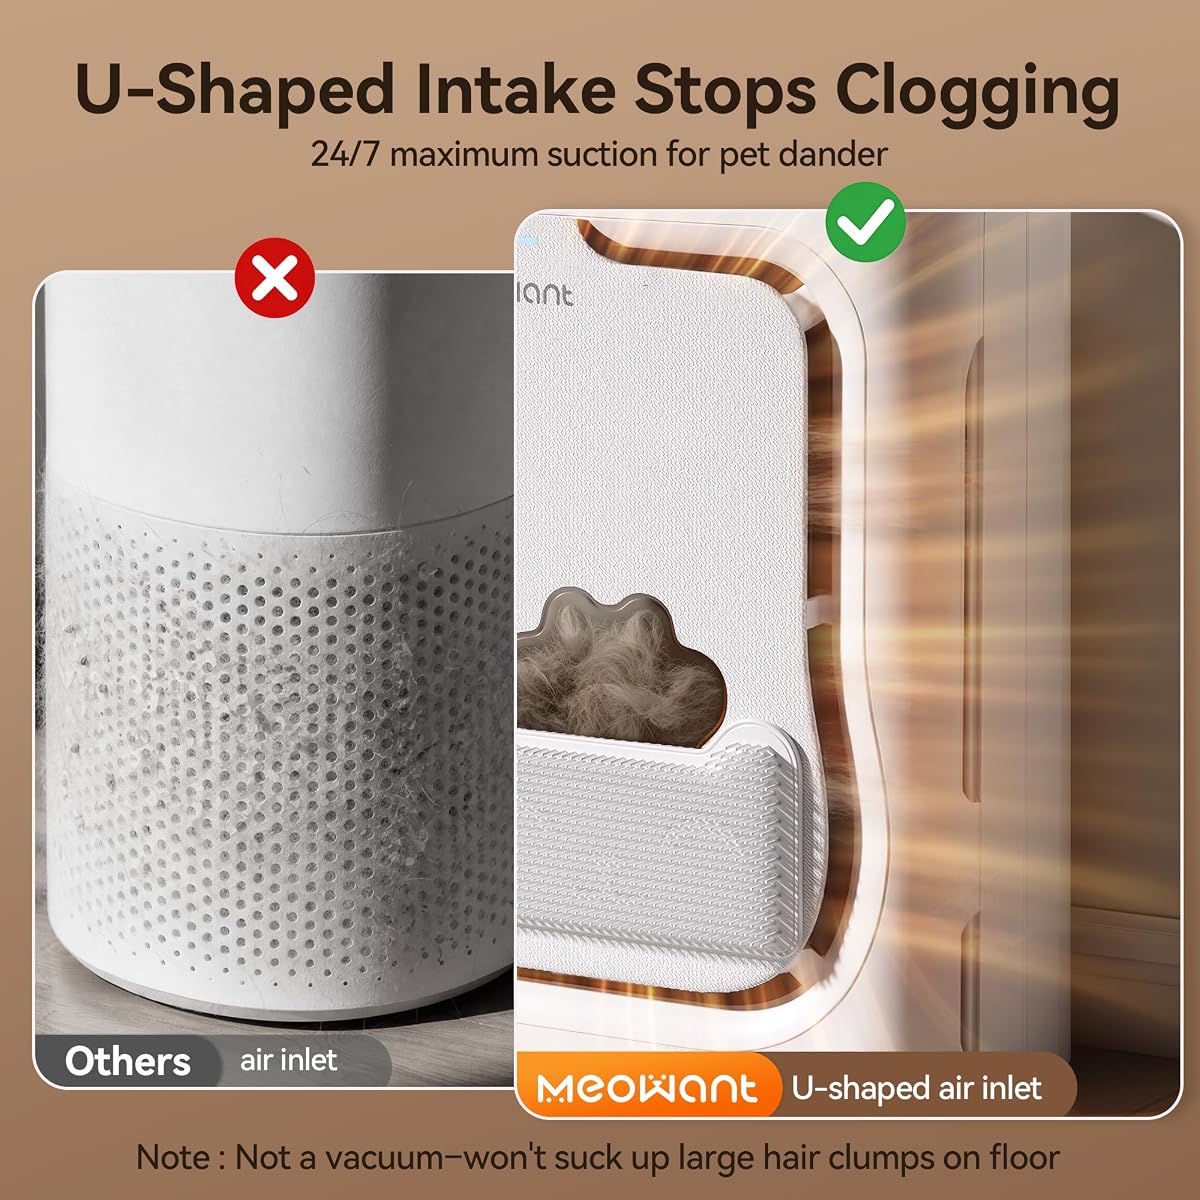 U-Shaped Intake Stops Clogging
24/7 maximum suction for pet dander
Others air inlet
MEOWANT U-shaped air inlet
Note : Not a vacuum–won't suck up large hair clumps on floor